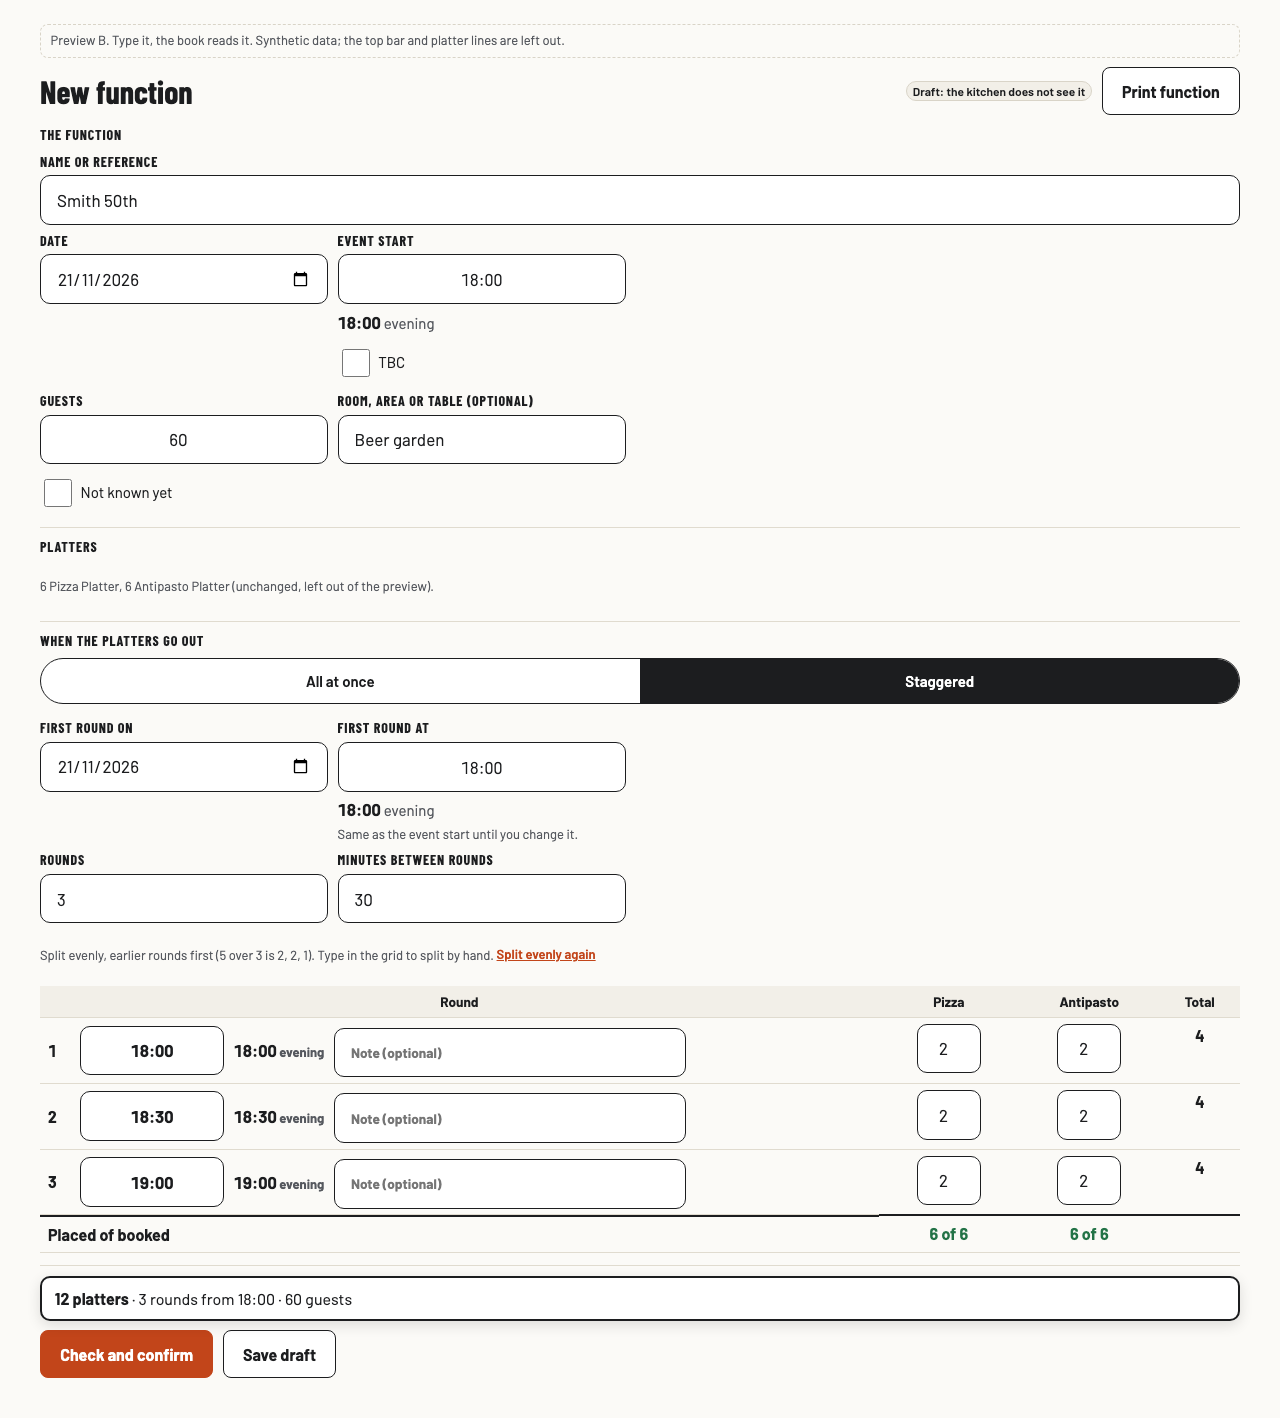 Preview B. Type it, the book reads it. Synthetic data; the top bar and platter lines are left out.
New function
Draft: the kitchen does not see it
Print function
THE FUNCTION
NAME OR REFERENCE
Smith 50th
DATE EVENT START
21/11/2026 18:00
18:00 evening
TBC
GUESTS ROOM, AREA OR TABLE (OPTIONAL)
60 Beer garden
Not known yet
PLATTERS
6 Pizza Platter, 6 Antipasto Platter (unchanged, left out of the preview).
WHEN THE PLATTERS GO OUT
All at once Staggered
FIRST ROUND ON FIRST ROUND AT
21/11/2026 18:00
18:00 evening
Same as the event start until you change it.
ROUNDS MINUTES BETWEEN ROUNDS
3 30
Split evenly, earlier rounds first (5 over 3 is 2, 2, 1). Type in the grid to split by hand. Split evenly again
Round Pizza Antipasto Total
1 18:00 18:00 evening Note (optional) 2 2 4
2 18:30 18:30 evening Note (optional) 2 2 4
3 19:00 19:00 evening Note (optional) 2 2 4
Placed of booked 6 of 6 6 of 6
12 platters · 3 rounds from 18:00 · 60 guests
Check and confirm Save draft